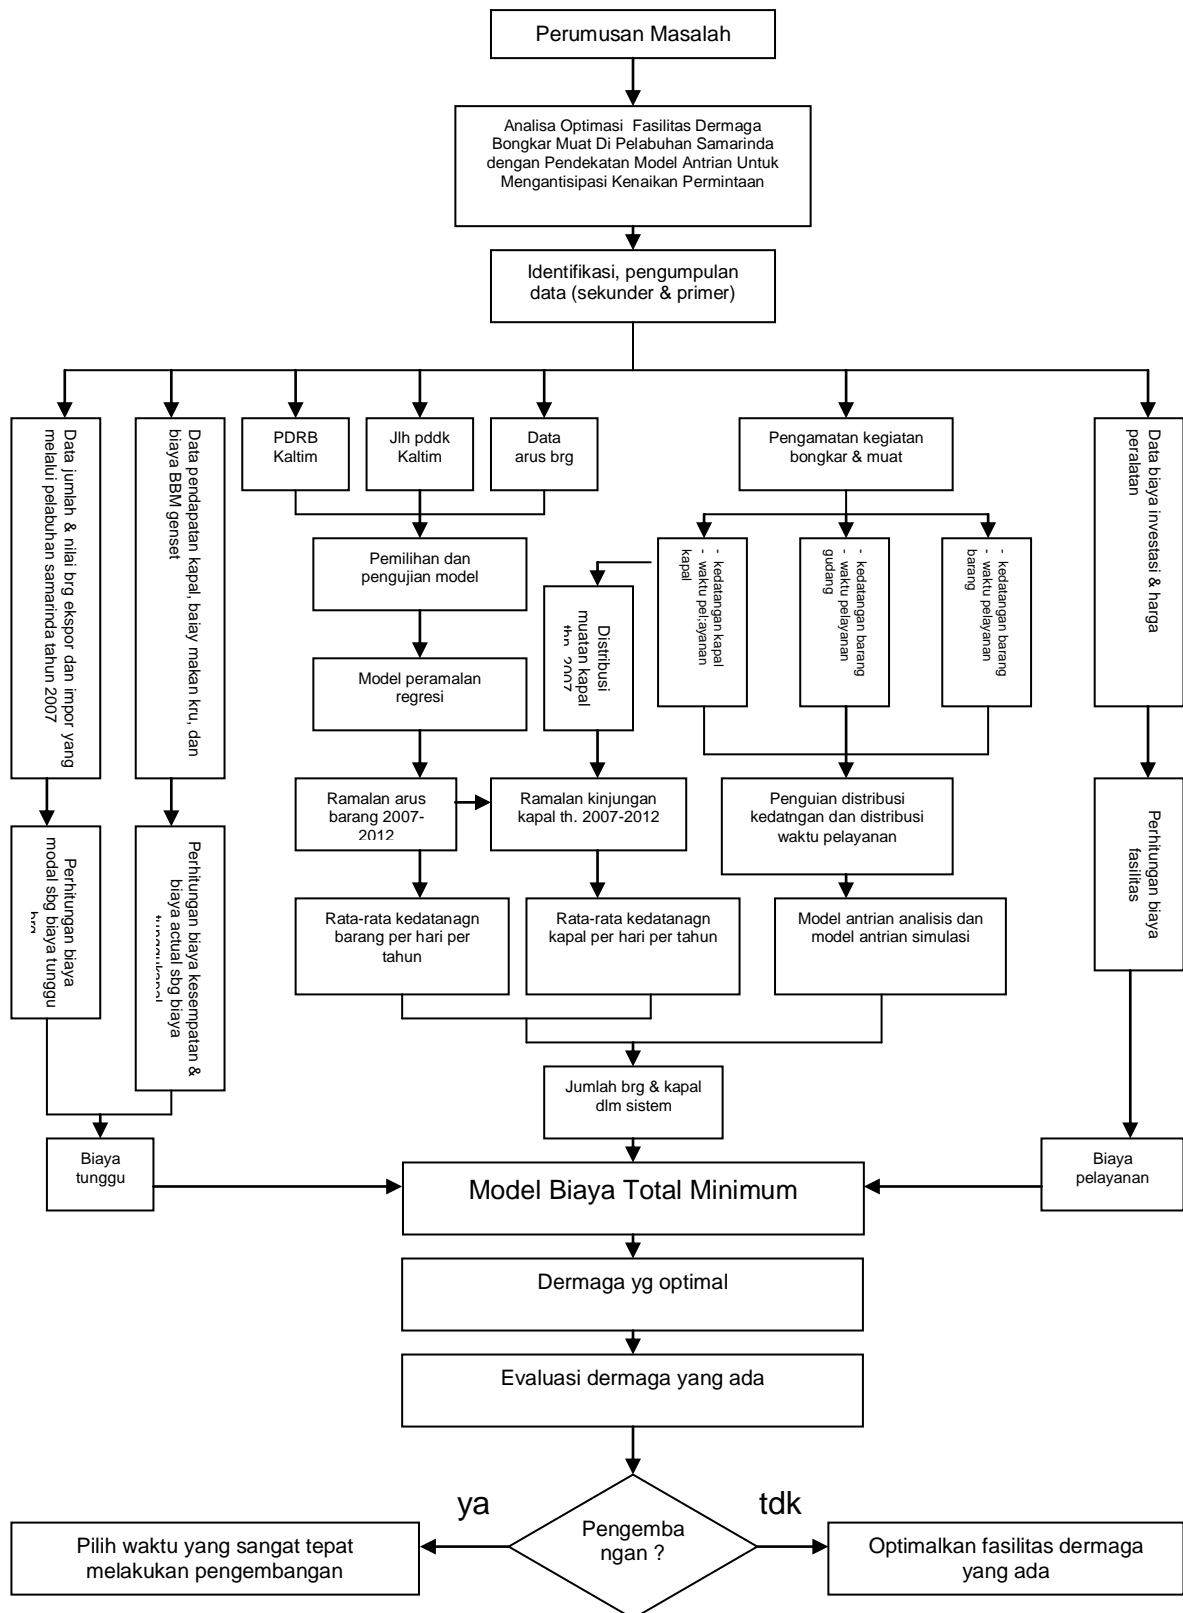 Perumusan Masalah
Analisa Optimasi Fasilitas Dermaga
Bongkar Muat Di Pelabuhan Samarinda
dengan Pendekatan Model Antrian Untuk
Mengantisipasi Kenaikan Permintaan
Identifikasi, pengumpulan
data (sekunder & primer)
Data jumlah & nilai brg ekspor dan impor yang
melalui pelabuhan samarinda tahun 2007
Data pendapatan kapal, baiay makan kru, dan
biaya BBM genset
PDRB
Kaltim
Jlh pddk
Kaltim
Data
arus brg
Pengamatan kegiatan
bongkar & muat
Data biaya investasi & harga
peralatan
Pemilihan dan
pengujian model
Distribusi
muatan kapal
thn. 2007
- kedatangan kapal
- waktu pel;ayanan
kapal
- kedatangan barang
- waktu pelayanan
gudang
- kedatangan barang
- waktu pelayanan
barang
Model peramalan
regresi
Ramalan arus
barang 2007-
2012
Ramalan kinjungan
kapal th. 2007-2012
Penguian distribusi
kedatngan dan distribusi
waktu pelayanan
Perhitungan biaya
modal sbg biaya tunggu
brg
Perhitungan biaya kesempatan &
biaya actual sbg biaya
tunggukapal
Perhitungan biaya
fasilitas
Rata-rata kedatanagn
barang per hari per
tahun
Rata-rata kedatanagn
kapal per hari per tahun
Model antrian analisis dan
model antrian simulasi
Jumlah brg & kapal
dlm sistem
Biaya
tunggu
Model Biaya Total Minimum
Biaya
pelayanan
Dermaga yg optimal
Evaluasi dermaga yang ada
ya
tdk
Pengemba
ngan ?
Pilih waktu yang sangat tepat
melakukan pengembangan
Optimalkan fasilitas dermaga
yang ada